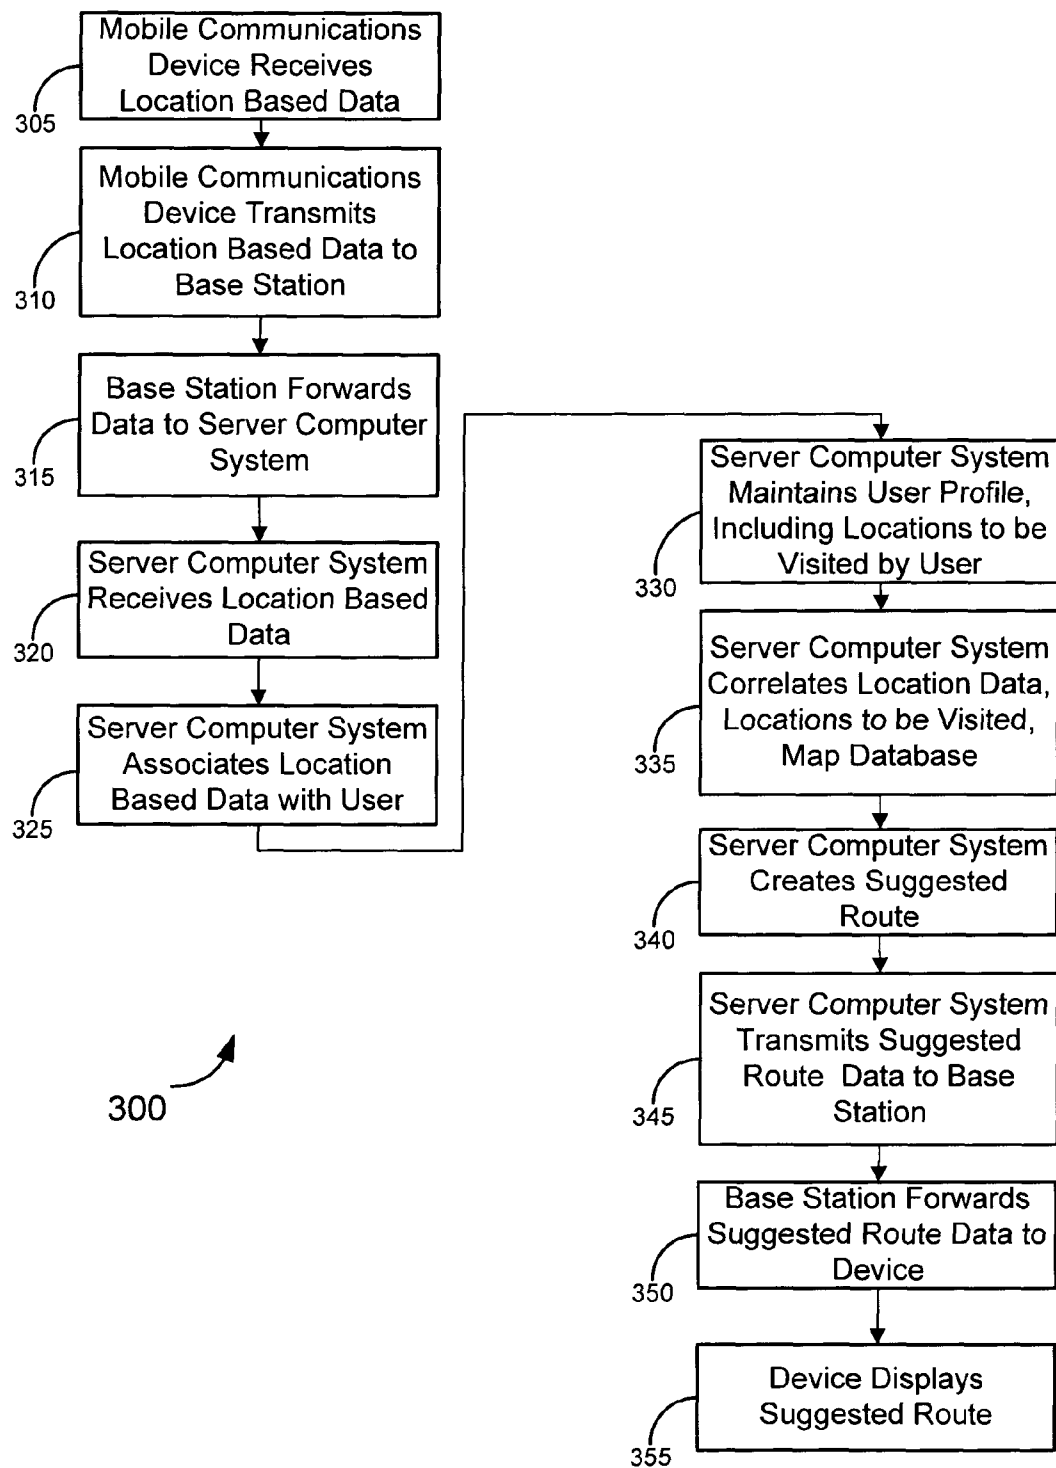 Mobile Communications
Device Receives
Location Based Data
305
Mobile Communications
Device Transmits
Location Based Data to
Base Station
310
Base Station Forwards
Data to Server Computer
System
315
Server Computer System
Receives Location Based
Data
320
Server Computer System
Associates Location
Based Data with User
325
Server Computer System
Maintains User Profile,
Including Locations to be
Visited by User
330
Server Computer System
Correlates Location Data,
Locations to be Visited,
Map Database
335
Server Computer System
Creates Suggested
Route
340
Server Computer System
Transmits Suggested
Route Data to Base
Station
345
Base Station Forwards
Suggested Route Data to
Device
350
Device Displays
Suggested Route
355
300